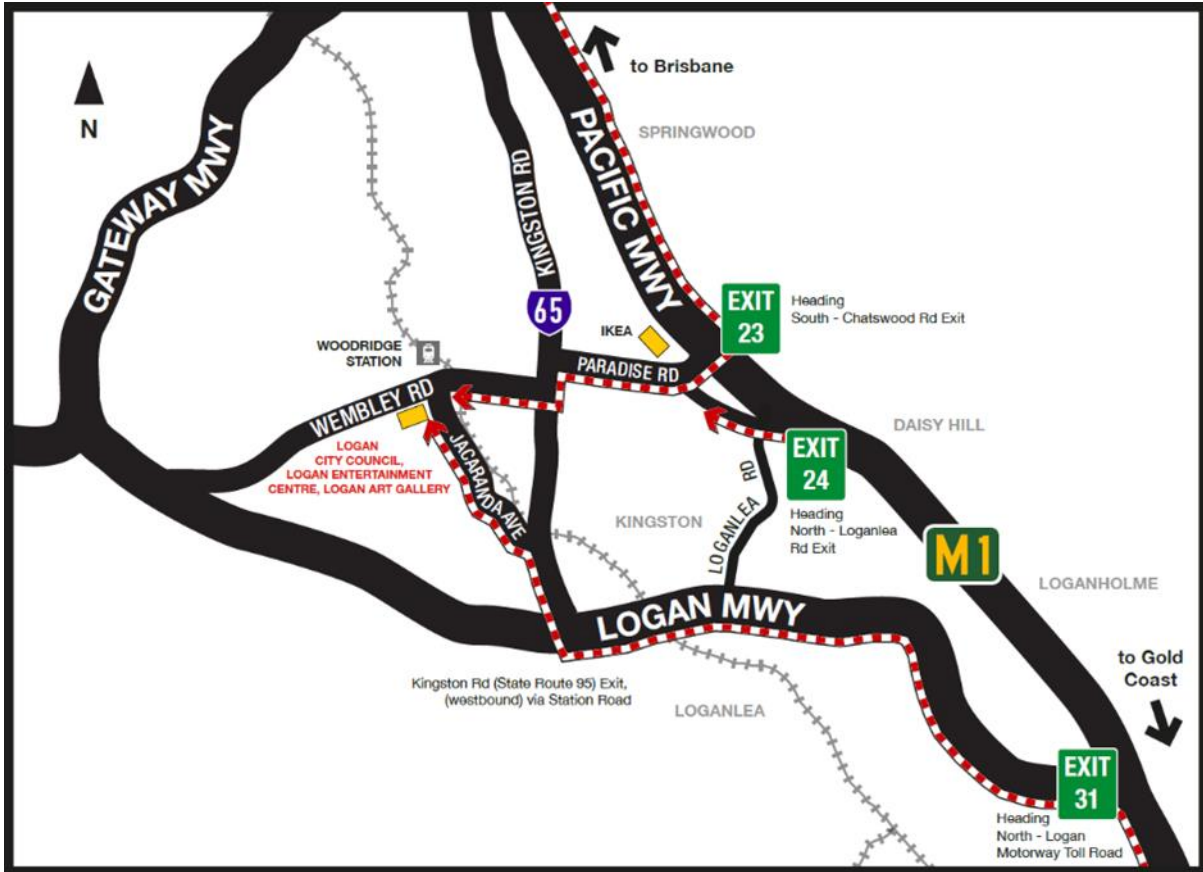 to Brisbane
N
GATEWAY MWY
KINGSTON RD
PACIFIC MWY
SPRINGWOOD
EXIT
23
Heading
South - Chatswood Rd Exit
65
IKEA
WOODRIDGE
STATION
PARADISE RD
WEMBLEY RD
DAISY HILL
LOGAN
CITY COUNCIL,
LOGAN ENTERTAINMENT
CENTRE, LOGAN ART GALLERY
JACARANDA AVE
EXIT
24
Heading
North - Loganlea
Rd Exit
KINGSTON
LOGANLEA RD
M1
LOGANHOLME
LOGAN MWY
to Gold
Coast
Kingston Rd (State Route 95) Exit,
(westbound) via Station Road
LOGANLEA
EXIT
31
Heading
North - Logan
Motorway Toll Road